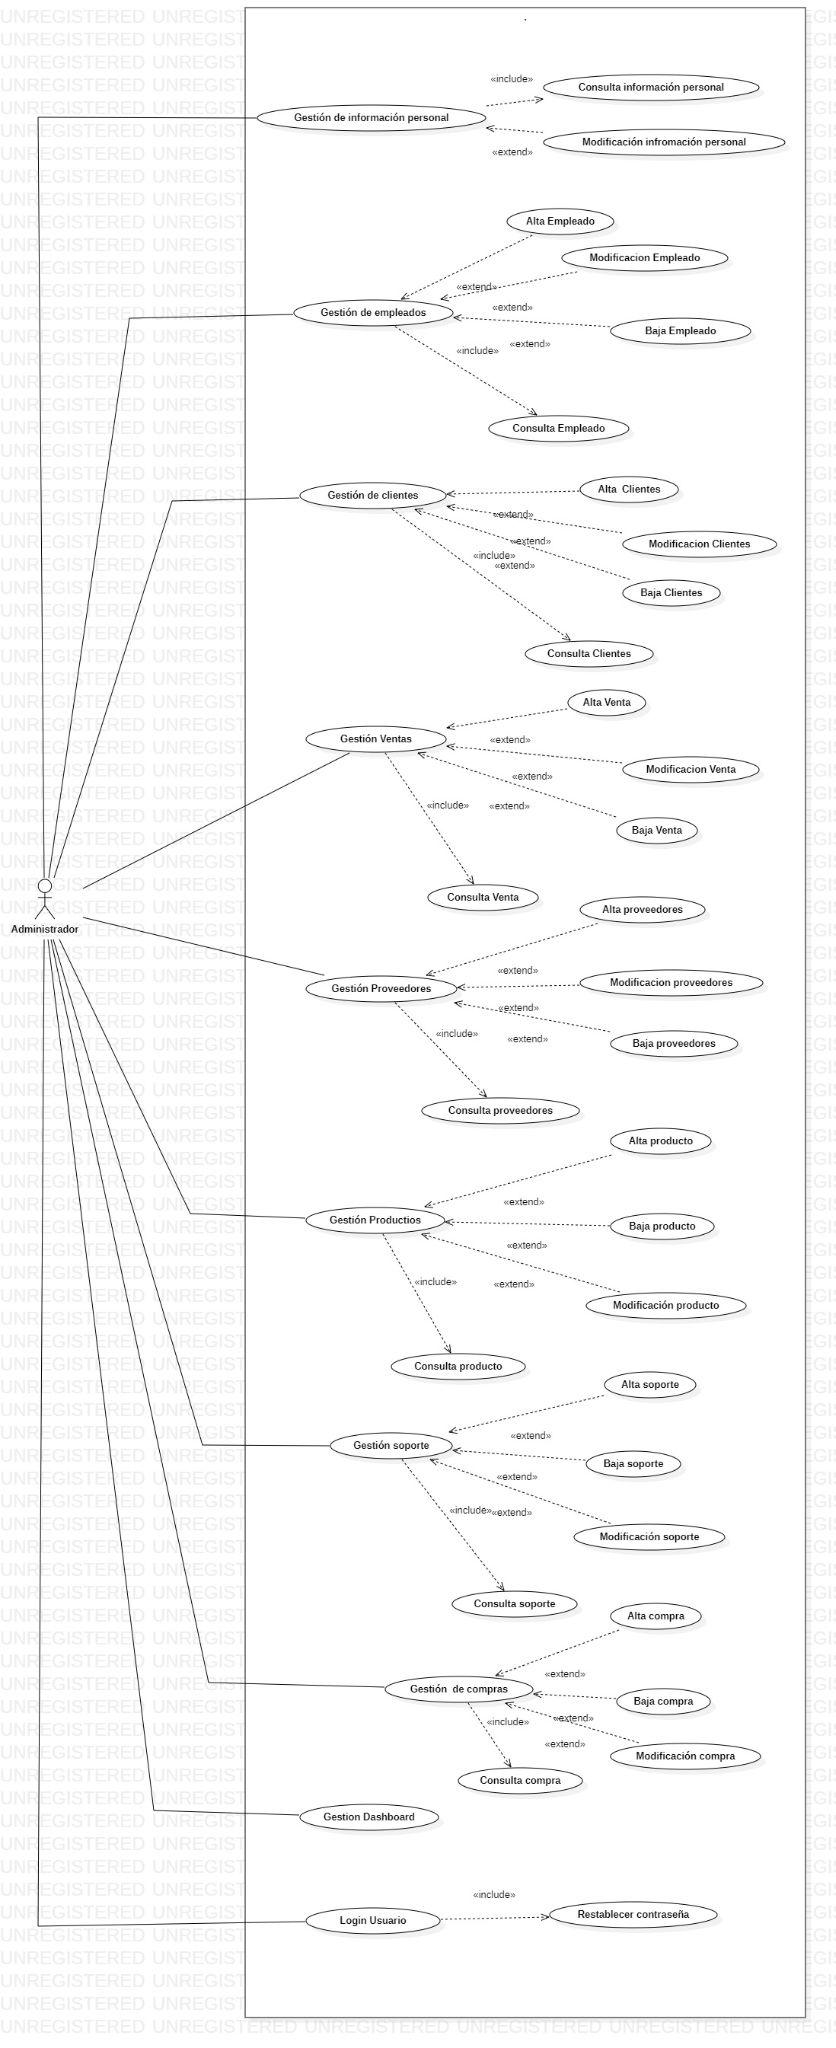 .
«include»
Consulta información personal
Gestión de información personal
Modificación infromación personal
«extend»
Alta Empleado
Modificacion Empleado
«extend»
«extend»
Gestión de empleados
Baja Empleado
«extend»
«include»
Consulta Empleado
Alta  Clientes
Gestión de clientes
«extend»
«extend»
Modificacion Clientes
«include»
«extend»
Baja Clientes
Consulta Clientes
Alta Venta
Gestión Ventas
«extend»
Modificacion Venta
«extend»
«include»
«extend»
Baja Venta
Consulta Venta
Alta proveedores
Administrador
«extend»
Modificacion proveedores
Gestión Proveedores
«extend»
«include»
«extend»
Baja proveedores
Consulta proveedores
Alta producto
«extend»
Gestión Productios
Baja producto
«extend»
«include»
«extend»
Modificación producto
Consulta producto
Alta soporte
«extend»
Gestión soporte
Baja soporte
«extend»
«include»
«extend»
Modificación soporte
Consulta soporte
Alta compra
«extend»
Gestión  de compras
Baja compra
«include»
«extend»
«extend»
Modificación compra
Consulta compra
Gestion Dashboard
«include»
Login Usuario
Restablecer contraseña
UNREGISTERED UNREGISTERED UNREGISTERED UNREGISTERED UNREGISTERED